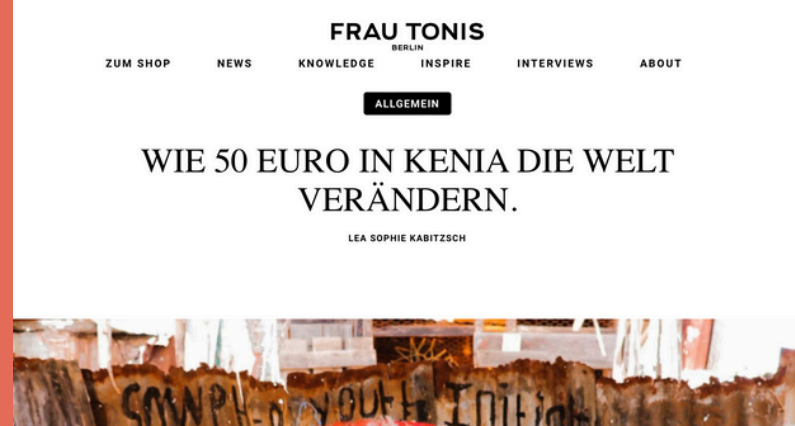 FRAU TONIS
BERLIN
ZUM SHOP NEWS KNOWLEDGE INSPIRE INTERVIEWS ABOUT
ALLGEMEIN
WIE 50 EURO IN KENIA DIE WELT
VERÄNDERN.
LEA SOPHIE KABITZSCH
youth